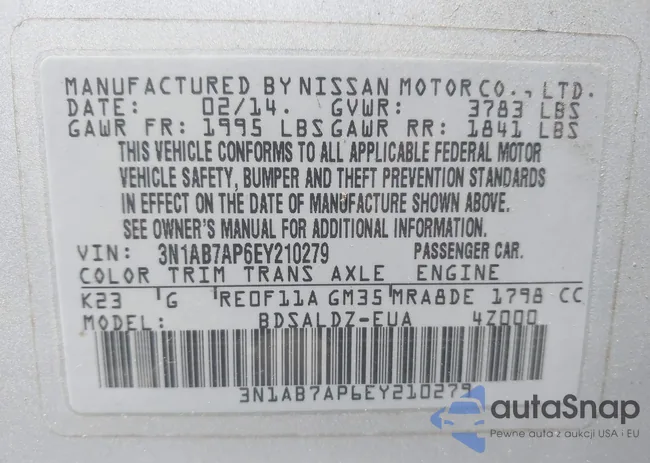 MANUFACTURED BY NISSAN MOTOR CO., LTD.
DATE: 02/14. GVWR: 3783 LBS
GAWR FR: 1995 LBS GAWR RR: 1841 LBS
THIS VEHICLE CONFORMS TO ALL APPLICABLE FEDERAL MOTOR
VEHICLE SAFETY, BUMPER AND THEFT PREVENTION STANDARDS
IN EFFECT ON THE DATE OF MANUFACTURE SHOWN ABOVE.
SEE OWNER'S MANUAL FOR ADDITIONAL INFORMATION.
VIN: 3N1AB7AP6EY210279 PASSENGER CAR.
COLOR TRIM TRANS AXLE ENGINE
K23 G RE0F11A GM35 MRA8DE 1798 CC
MODEL: BDSALDZ-EUA 4Z000
3N1AB7AP6EY210279
autaSnap
Pewne auta z aukcji USA i EU